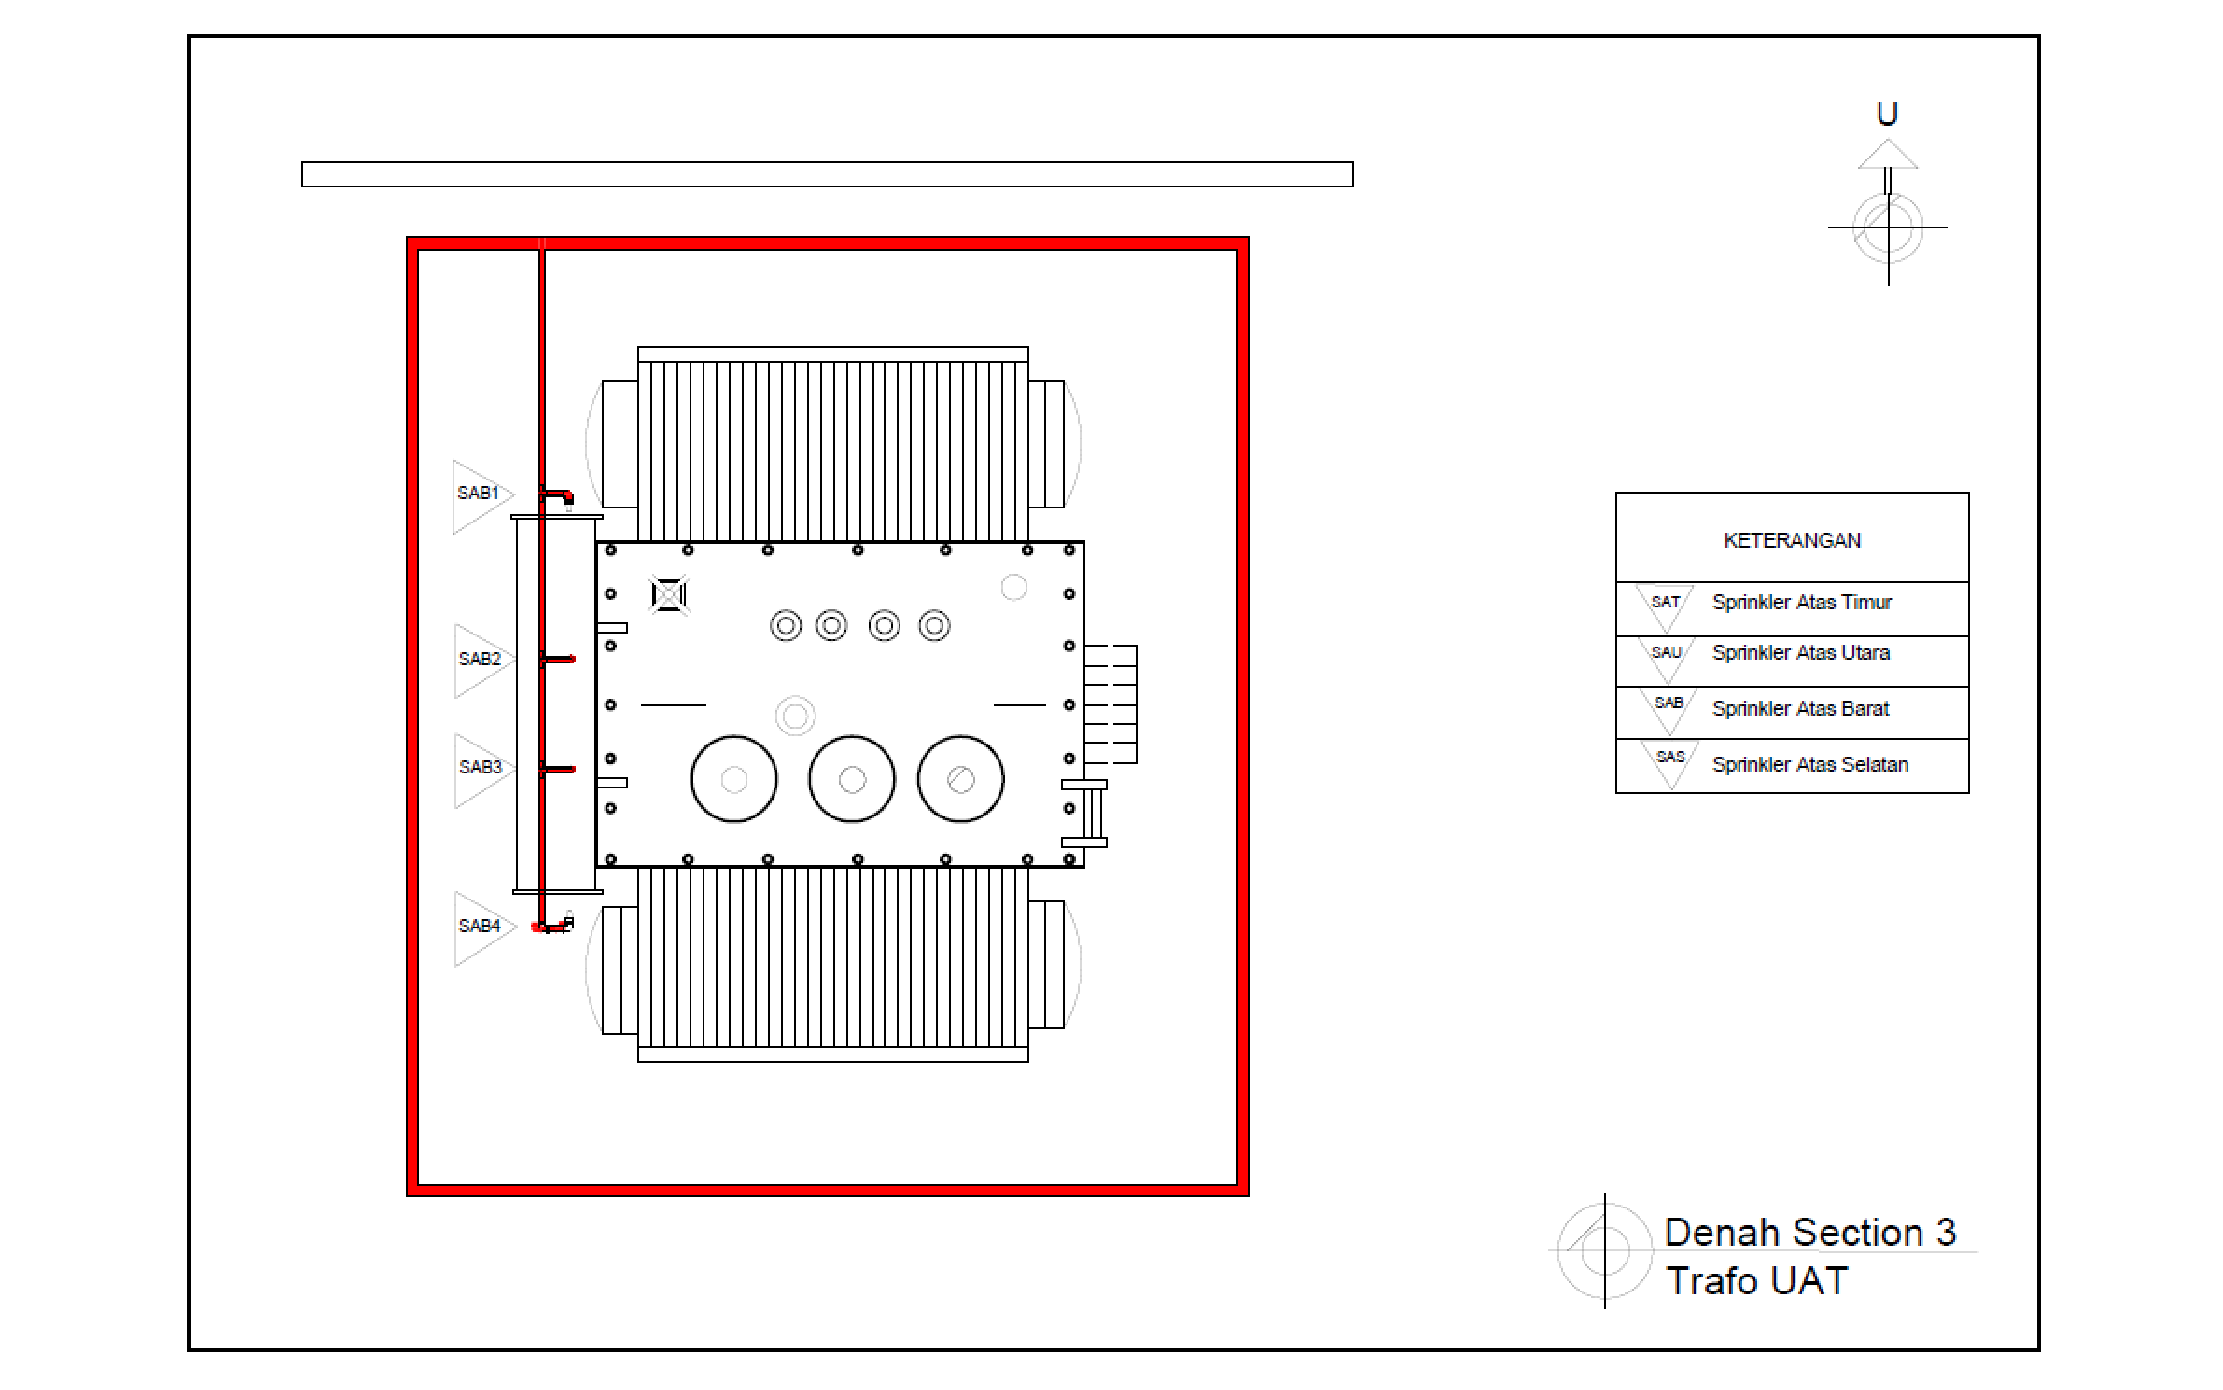 U
SAB1
SAB2
SAB3
SAB4
KETERANGAN
SAT Sprinkler Atas Timur
SAU Sprinkler Atas Utara
SAB Sprinkler Atas Barat
SAS Sprinkler Atas Selatan
Denah Section 3
Trafo UAT